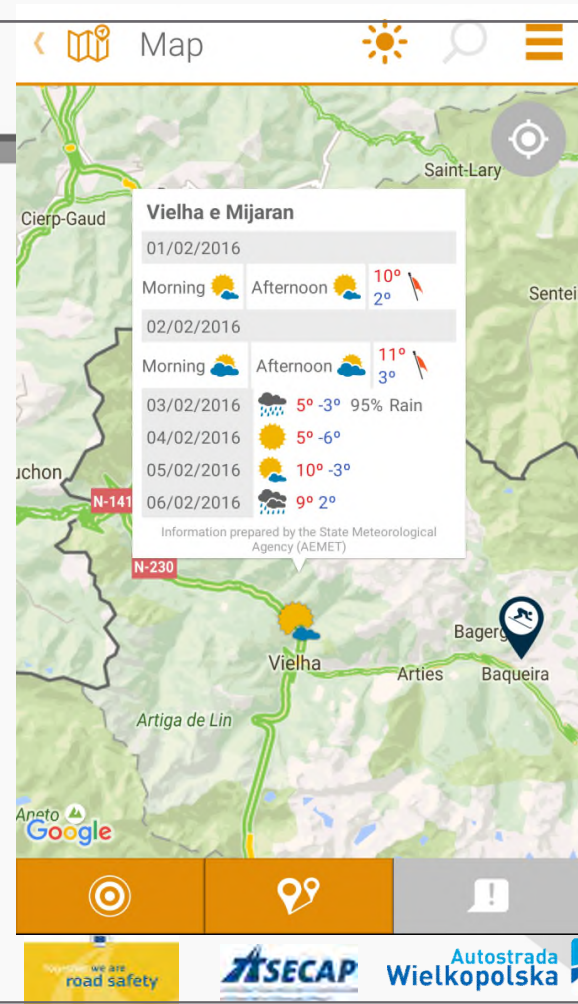 Map
Saint-Lary
Cierp-Gaud
Vielha e Mijaran
01/02/2016
Morning Afternoon 10º
2º
Sentei
02/02/2016
Morning Afternoon 11º
3º
03/02/2016 5º -3º 95% Rain
04/02/2016 5º -6º
05/02/2016 10º -3º
06/02/2016 9º 2º
Information prepared by the State Meteorological
Agency (AEMET)
uchon
N-141
N-230
Bagerg
Vielha
Arties
Baqueira
Artiga de Lin
Aneto
Google
!
Together we are
road safety
ASECAP
Autostrada
Wielkopolska